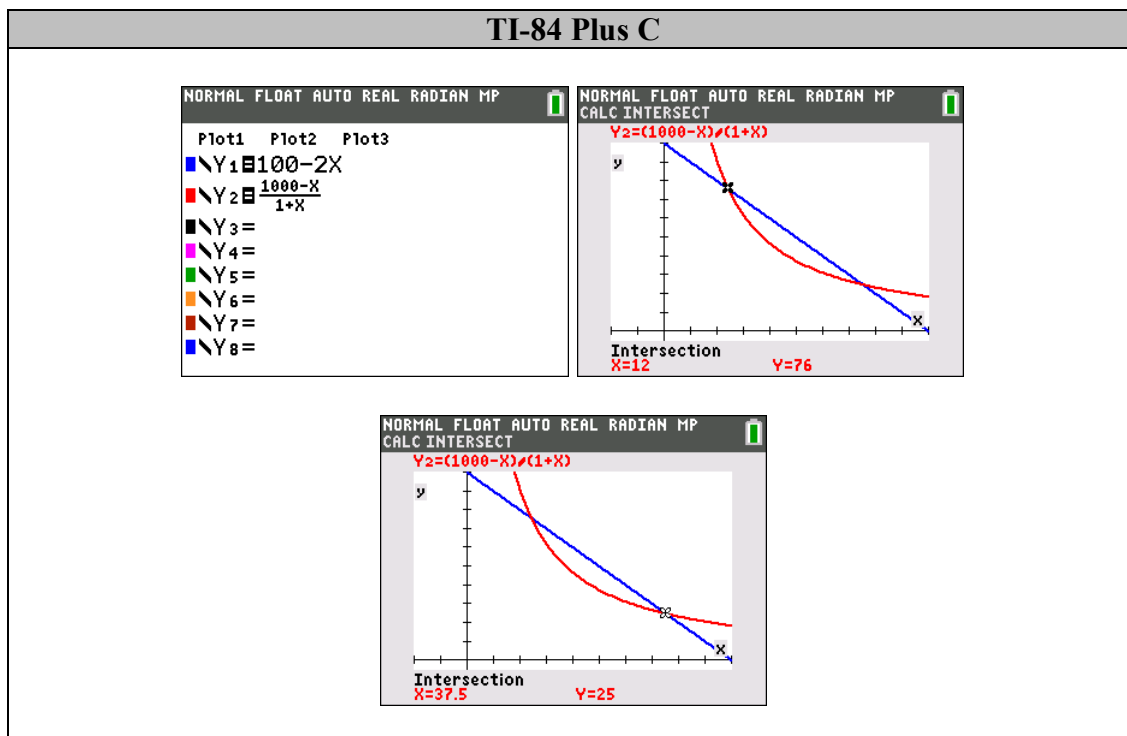 TI-84 Plus C
NORMAL FLOAT AUTO REAL RADIAN MP
Plot1 Plot2 Plot3
\Y1=100-2X
\Y2=1000-X
1+X
\Y3=
\Y4=
\Y5=
\Y6=
\Y7=
\Y8=
NORMAL FLOAT AUTO REAL RADIAN MP
CALC INTERSECT
Y2=(1000-X)/(1+X)
y
x
Intersection
X=12 Y=76
NORMAL FLOAT AUTO REAL RADIAN MP
CALC INTERSECT
Y2=(1000-X)/(1+X)
y
x
Intersection
X=37.5 Y=25